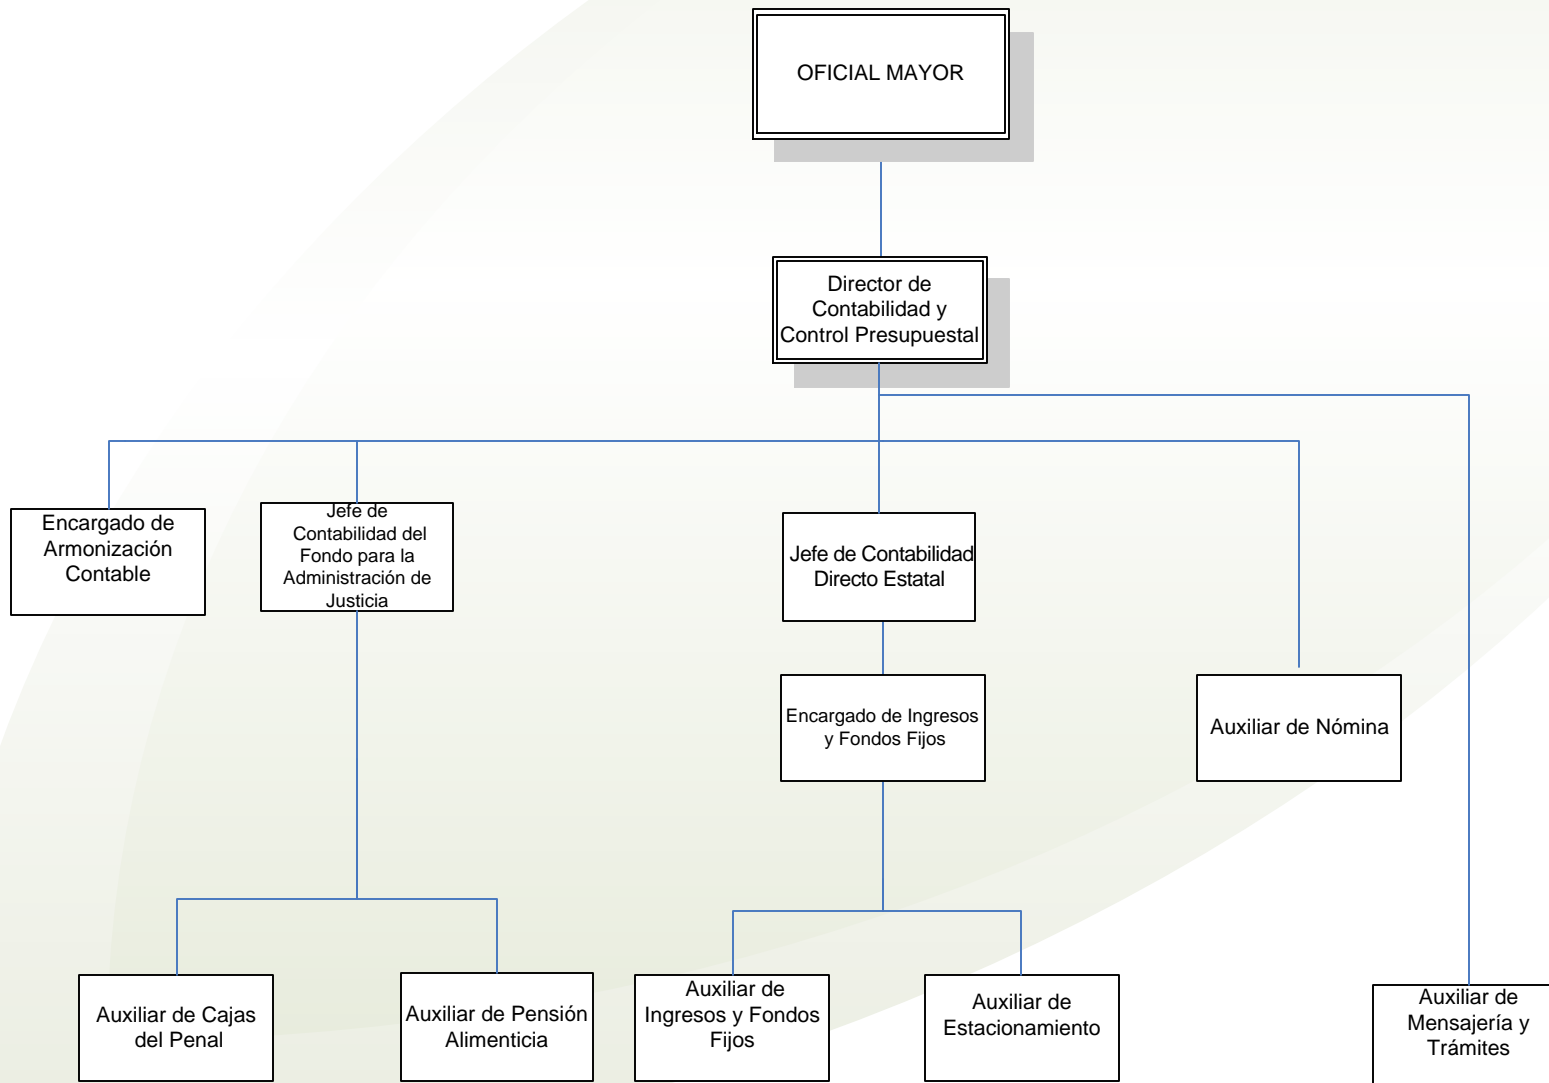 OFICIAL MAYOR
Director de
Contabilidad y
Control Presupuestal
Encargado de
Armonización
Contable
Jefe de
Contabilidad del
Fondo para la
Administración de
Justicia
Jefe de Contabilidad
Directo Estatal
Encargado de Ingresos
y Fondos Fijos
Auxiliar de Nómina
Auxiliar de Cajas
del Penal
Auxiliar de Pensión
Alimenticia
Auxiliar de
Ingresos y Fondos
Fijos
Auxiliar de
Estacionamiento
Auxiliar de
Mensajería y
Trámites